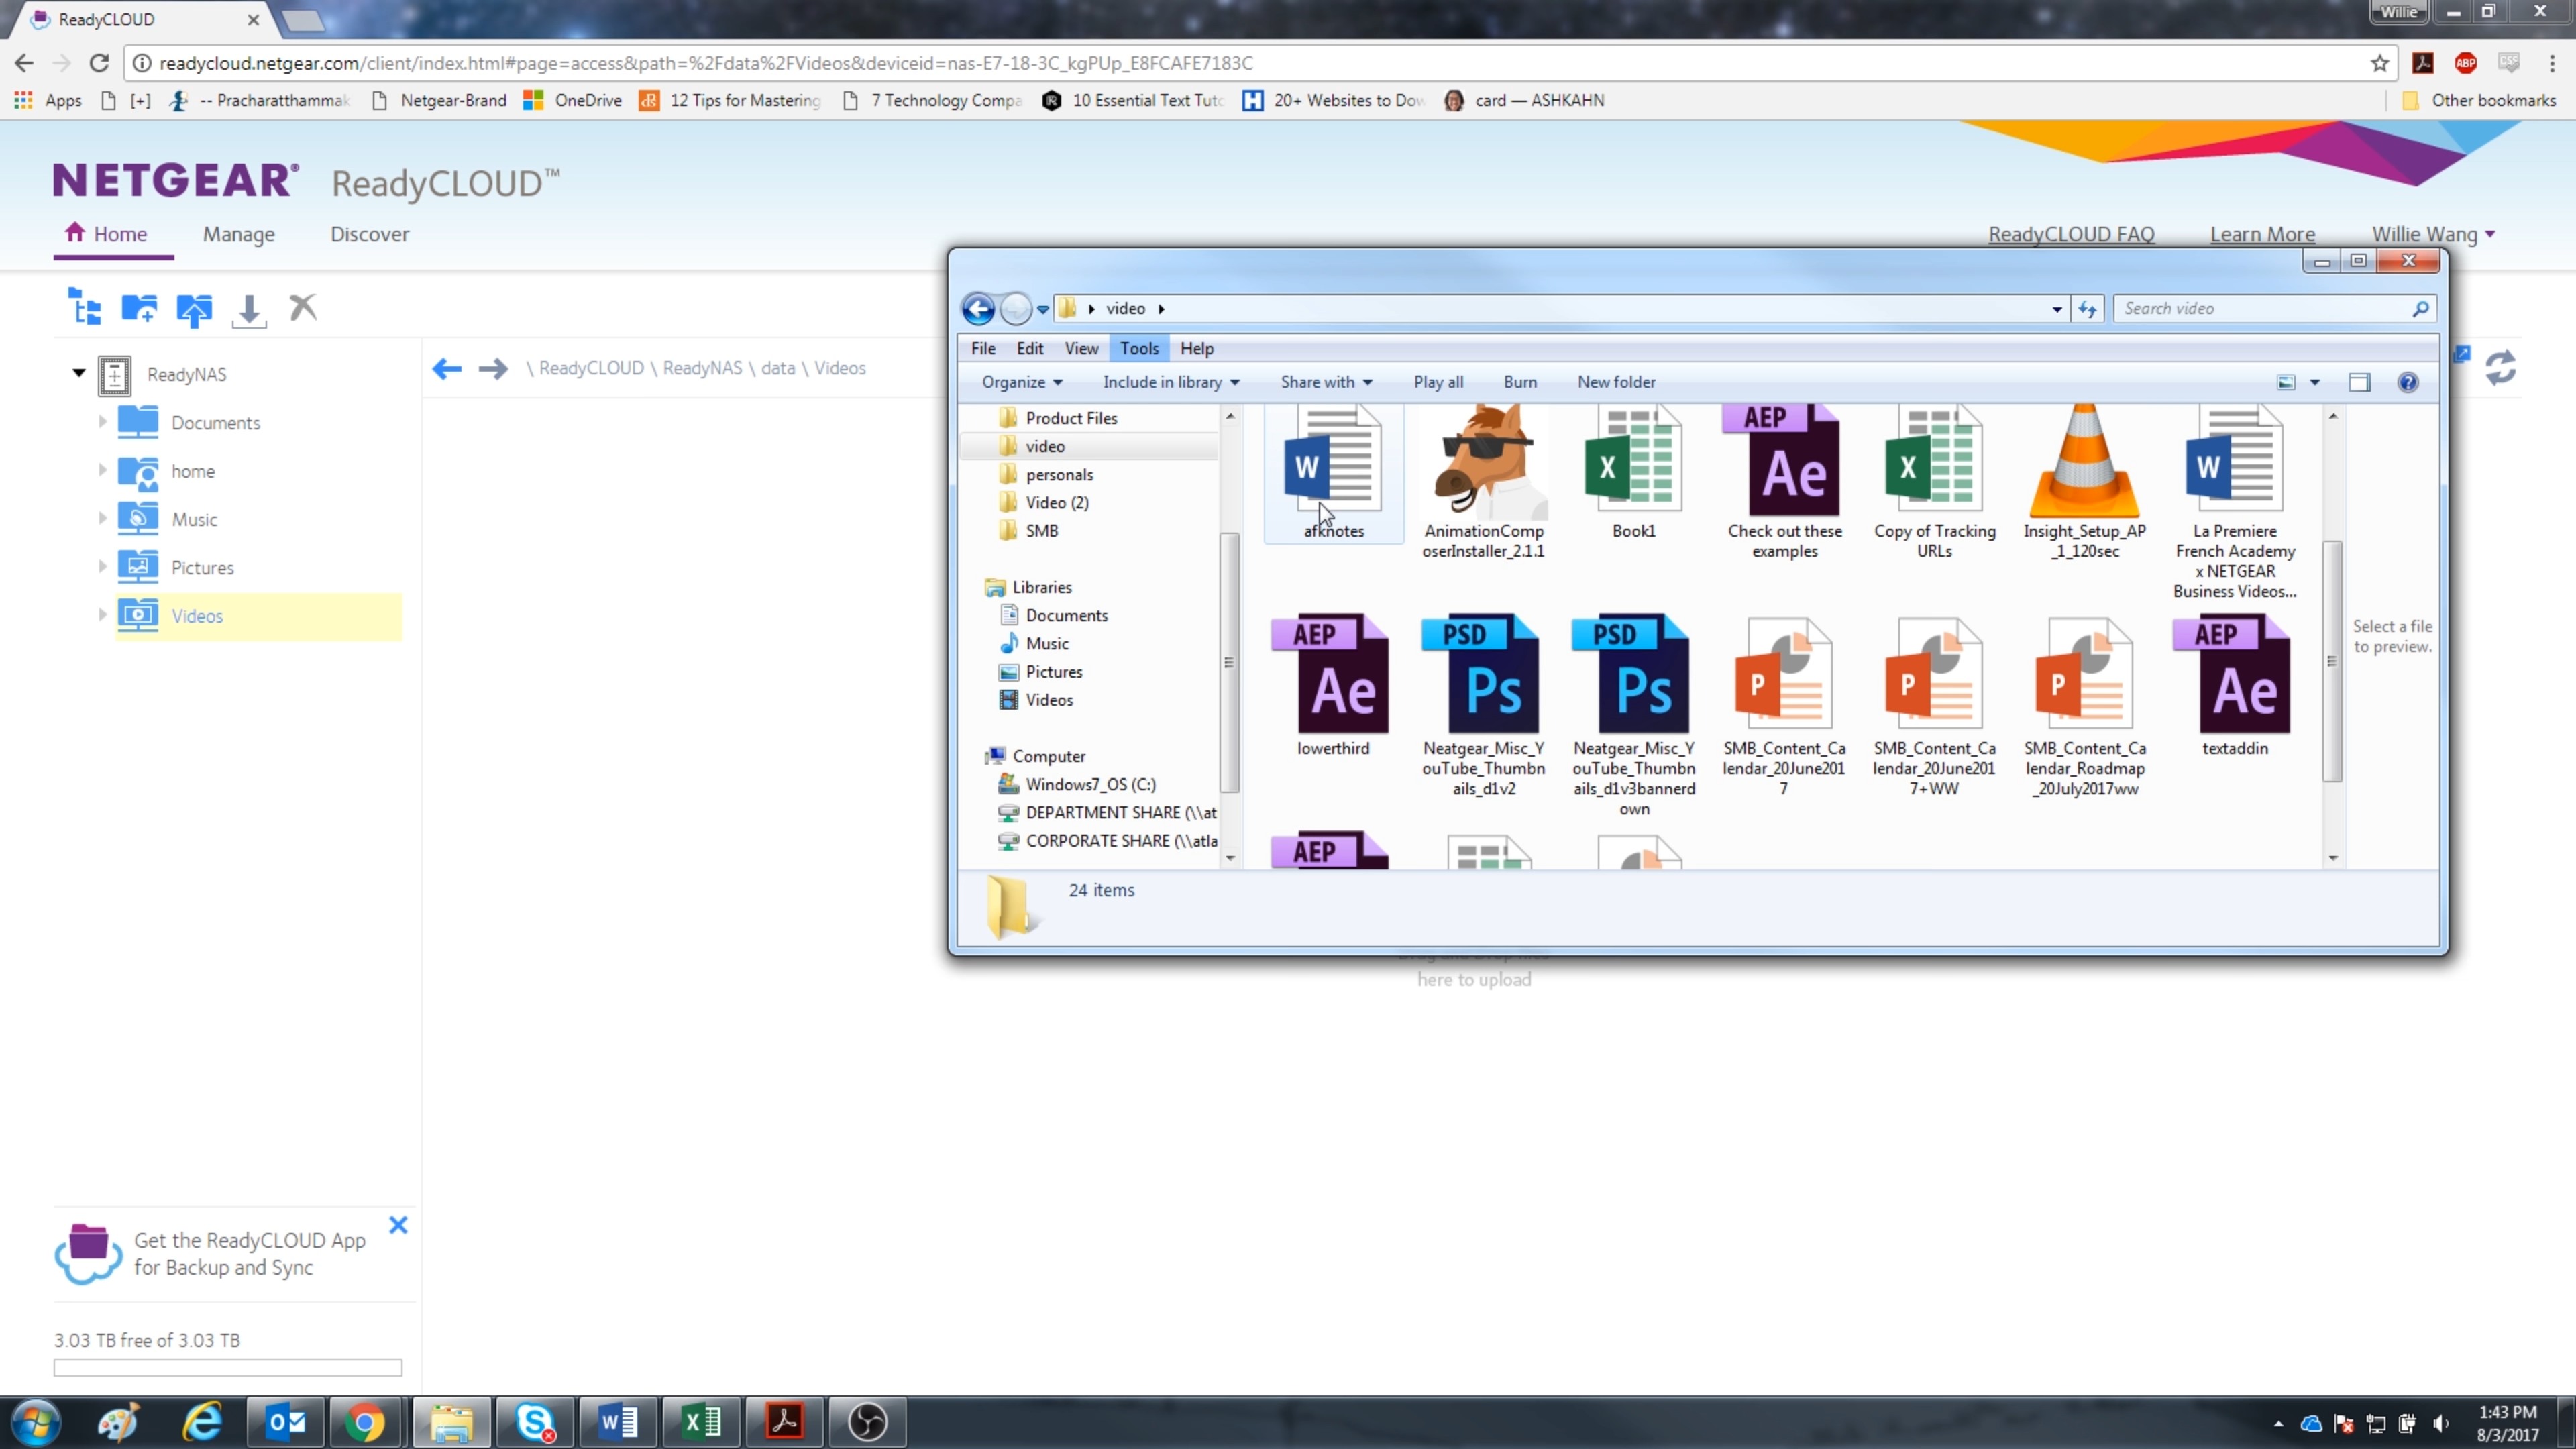 ReadyCLOUD
Willie
readycloud.netgear.com/client/index.html#page=access&path=%2Fdata%2FVideos&deviceid=nas-E7-18-3C_kgPUp_E8FCAFE7183C
ABP
CSC
Apps [+] -- Pracharatthammak Netgear-Brand OneDrive 12 Tips for Mastering 7 Technology Compa 10 Essential Text Tuto 20+ Websites to Dow card — ASHKAHN Other bookmarks
NETGEAR® ReadyCLOUD™
Home Manage Discover ReadyCLOUD FAQ Learn More Willie Wang
ReadyNAS
Documents
home
Music
Pictures
Videos
\ ReadyCLOUD \ ReadyNAS \ data \ Videos
video
Search video
File Edit View Tools Help
Organize Include in library Share with Play all Burn New folder
Product Files
video
personals
Video (2)
SMB
Libraries
Documents
Music
Pictures
Videos
Computer
Windows7_OS (C:)
DEPARTMENT SHARE (\\at
CORPORATE SHARE (\\atla
W
afknotes
AnimationComp
oserInstaller_2.1.1
X
Book1
AEP
Ae
Check out these
examples
X
Copy of Tracking
URLs
Insight_Setup_AP
_1_120sec
W
La Premiere
French Academy
x NETGEAR
Business Videos...
AEP
Ae
lowerthird
PSD
Ps
Neatgear_Misc_Y
ouTube_Thumbn
ails_d1v2
PSD
Ps
Neatgear_Misc_Y
ouTube_Thumbn
ails_d1v3bannerd
own
P
SMB_Content_Ca
lendar_20June201
7
P
SMB_Content_Ca
lendar_20June201
7+WW
P
SMB_Content_Ca
lendar_Roadmap
_20July2017ww
AEP
Ae
textaddin
AEP
Select a file
to preview.
24 items
here to upload
Get the ReadyCLOUD App
for Backup and Sync
3.03 TB free of 3.03 TB
1:43 PM
8/3/2017